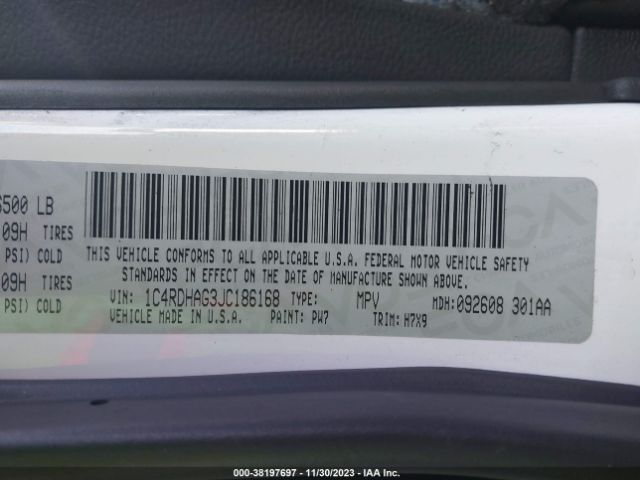 6500 LB
09H TIRES
PSI) COLD
09H TIRES
PSI) COLD
THIS VEHICLE CONFORMS TO ALL APPLICABLE U.S.A. FEDERAL MOTOR VEHICLE SAFETY
STANDARDS IN EFFECT ON THE DATE OF MANUFACTURE SHOWN ABOVE.
VIN: 1C4RDHAG3JC186168 TYPE: MPV MDH: 092608 301AA
VEHICLE MADE IN U.S.A. PAINT: PW7 TRIM: H7X9
000-38197697 - 11/30/2023 - IAA Inc.